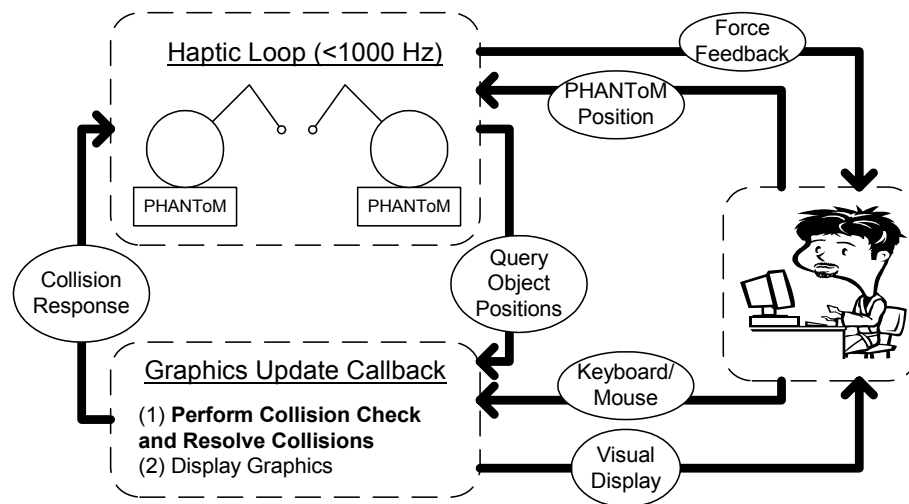 Haptic Loop (<1000 Hz)
PHANToM
PHANToM
Force
Feedback
PHANToM
Position
Collision
Response
Query
Object
Positions
Graphics Update Callback
(1) Perform Collision Check
and Resolve Collisions
(2) Display Graphics
Keyboard/
Mouse
Visual
Display